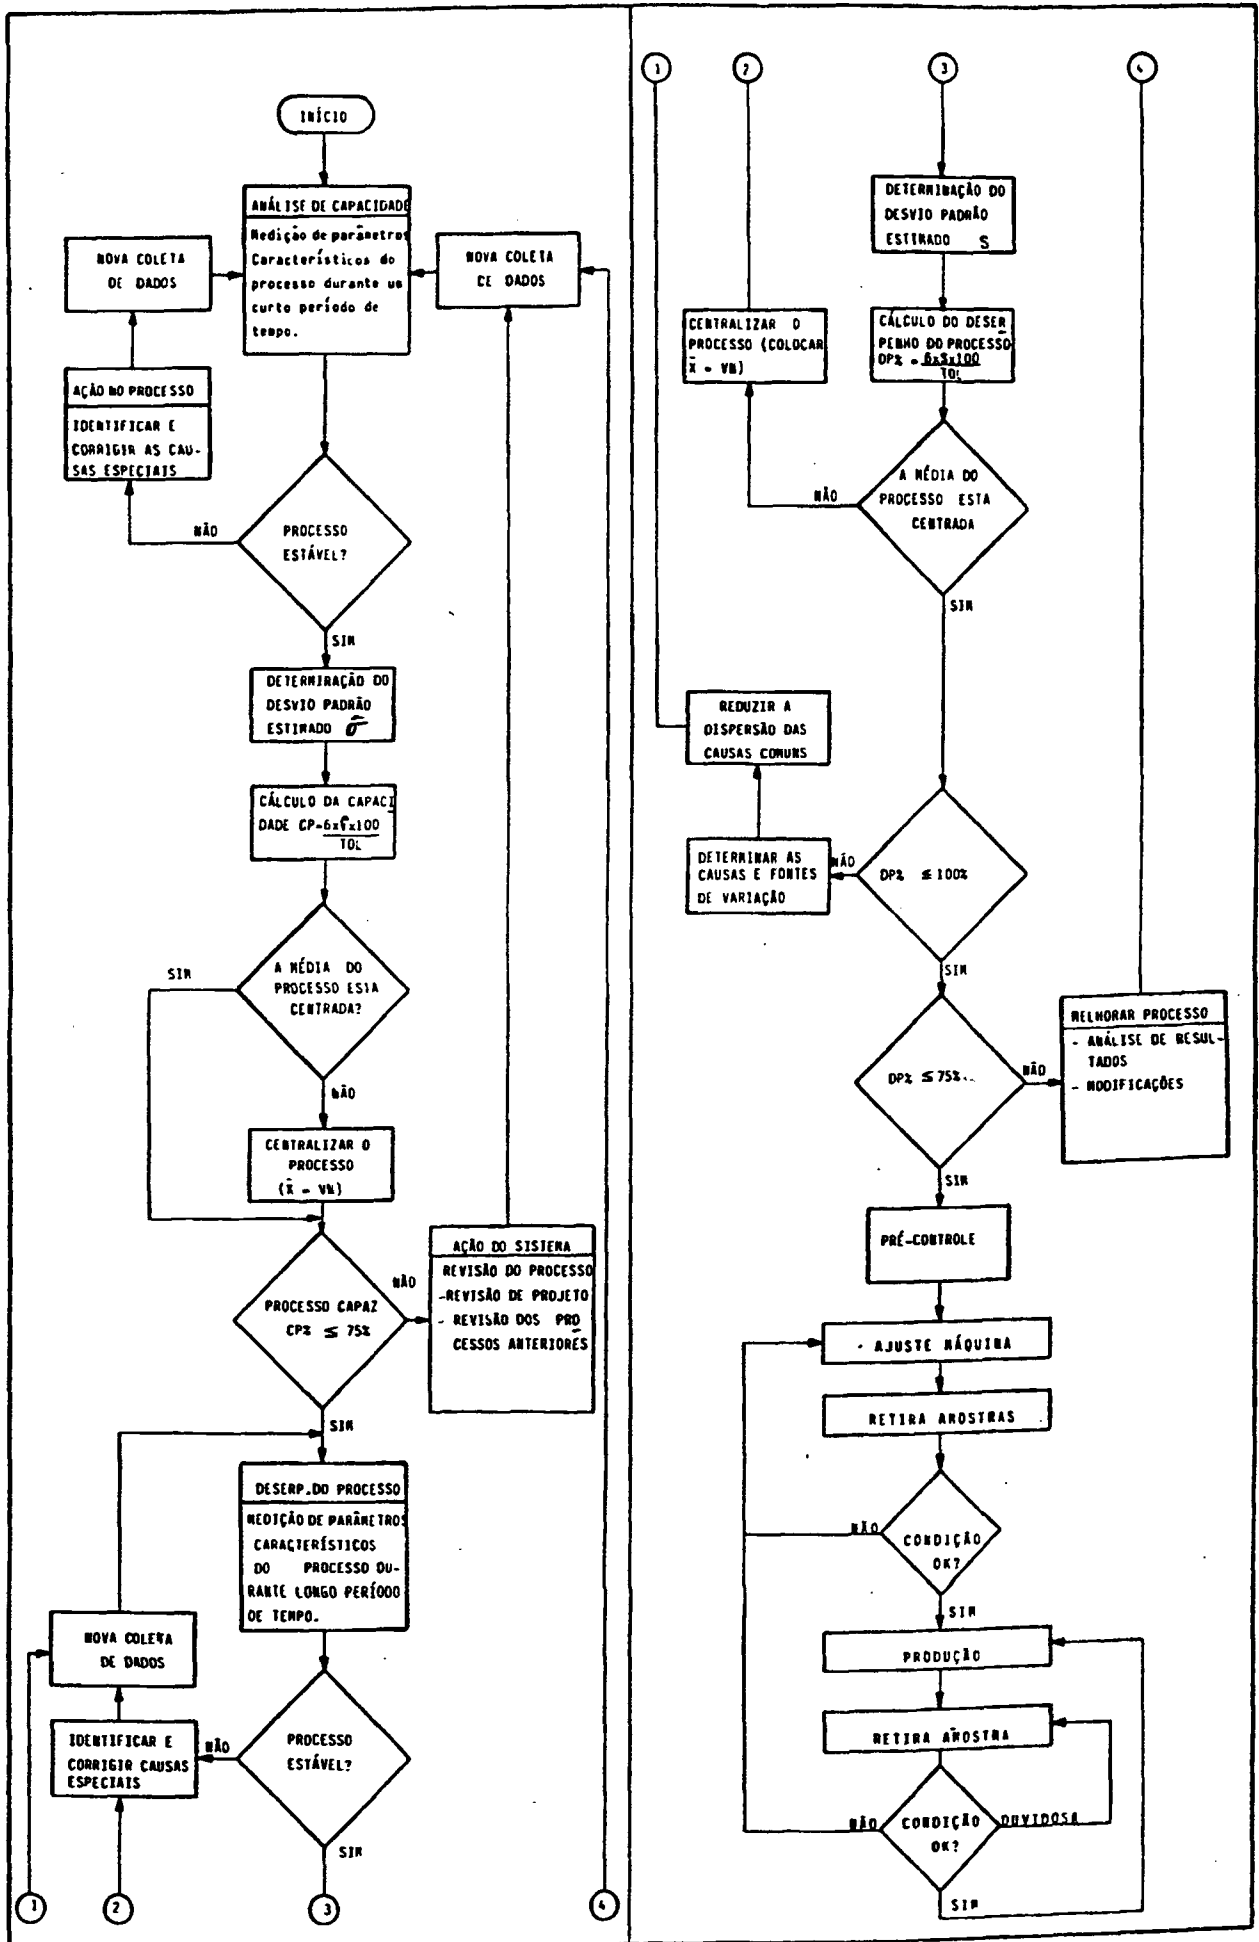 INÍCIO
ANÁLISE DE CAPACIDADE
Medição de parâmetros
Característicos do
processo durante um
curto período de
tempo.
NOVA COLETA
DE DADOS
NOVA COLETA
DE DADOS
AÇÃO NO PROCESSO
IDENTIFICAR E
CORRIGIR AS CAU-
SAS ESPECIAIS
NÃO
PROCESSO
ESTÁVEL?
SIM
DETERMINAÇÃO DO
DESVIO PADRÃO
ESTIMADO σ̂
CÁLCULO DA CAPACI
DADE CP=6xσ̂x100
TOL
SIM
A MÉDIA DO
PROCESSO ESTA
CENTRADA?
NÃO
CENTRALIZAR O
PROCESSO
(x̄ = VN)
PROCESSO CAPAZ
CP% ≤ 75%
NÃO
AÇÃO DO SISTEMA
REVISÃO DO PROCESSO
-REVISÃO DE PROJETO
- REVISÃO DOS PRO
CESSOS ANTERIORES
SIM
DESERP.DO PROCESSO
MEDIÇÃO DE PARÂMETROS
CARACTERÍSTICOS
DO PROCESSO DU-
RANTE LONGO PERÍODO
DE TEMPO.
NOVA COLETA
DE DADOS
IDENTIFICAR E
CORRIGIR CAUSAS
ESPECIAIS
NÃO
PROCESSO
ESTÁVEL?
SIM
1
2
3
4
1
2
3
4
DETERMINAÇÃO DO
DESVIO PADRÃO
ESTIMADO S
CENTRALIZAR O
PROCESSO (COLOCAR
x̄ = VN)
CÁLCULO DO DESER
PENHO DO PROCESSO
DP% = 6xSx100
TOL
NÃO
A MÉDIA DO
PROCESSO ESTA
CENTRADA
SIM
REDUZIR A
DISPERSÃO DAS
CAUSAS COMUNS
DETERMINAR AS
CAUSAS E FONTES
DE VARIAÇÃO
NÃO
DP% ≤ 100%
SIM
DP% ≤ 75%..
NÃO
MELHORAR PROCESSO
- ANÁLISE DE RESUL-
TADOS
- MODIFICAÇÕES
SIM
PRÉ-CONTROLE
- AJUSTE MÁQUINA
RETIRA AMOSTRAS
NÃO
CONDIÇÃO
OK?
SIM
PRODUÇÃO
RETIRA AMOSTRA
NÃO
CONDIÇÃO
OK?
DUVIDOSA
SIM